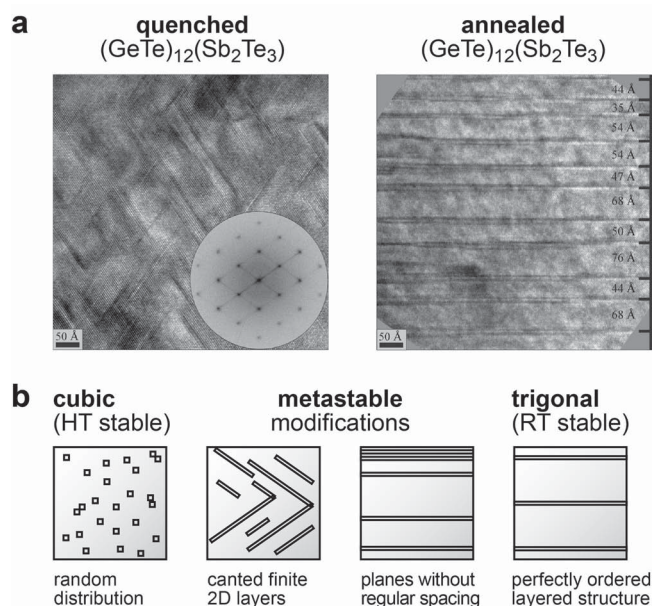 a
quenched
(GeTe)₁₂(Sb₂Te₃)
50 Å
annealed
(GeTe)₁₂(Sb₂Te₃)
44 Å
35 Å
54 Å
54 Å
47 Å
68 Å
50 Å
76 Å
44 Å
68 Å
50 Å
b
cubic
(HT stable)
metastable
modifications
trigonal
(RT stable)
random
distribution
canted finite
2D layers
planes without
regular spacing
perfectly ordered
layered structure